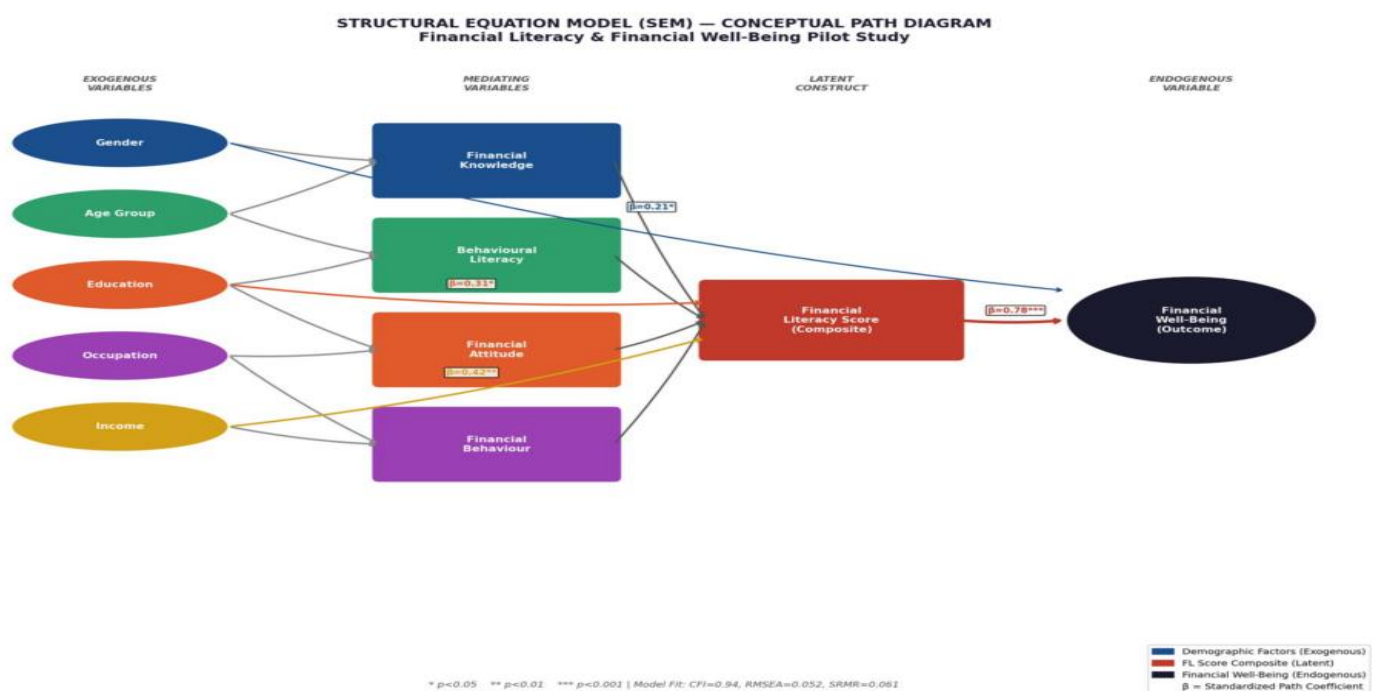 STRUCTURAL EQUATION MODEL (SEM) — CONCEPTUAL PATH DIAGRAM
Financial Literacy & Financial Well-Being Pilot Study
EXOGENOUS
VARIABLES
MEDIATING
VARIABLES
LATENT
CONSTRUCT
ENDOGENOUS
VARIABLE
Gender
Age Group
Education
Occupation
Income
Financial
Knowledge
Behavioural
Literacy
Financial
Attitude
Financial
Behaviour
β=0.21*
β=0.31*
β=0.42**
Financial
Literacy Score
(Composite)
β=0.78***
Financial
Well-Being
(Outcome)
Demographic Factors (Exogenous)
FL Score Composite (Latent)
Financial Well-Being (Endogenous)
β = Standardized Path Coefficient
* p<0.05 ** p<0.01 *** p<0.001 | Model Fit: CFI=0.94, RMSEA=0.052, SRMR=0.061